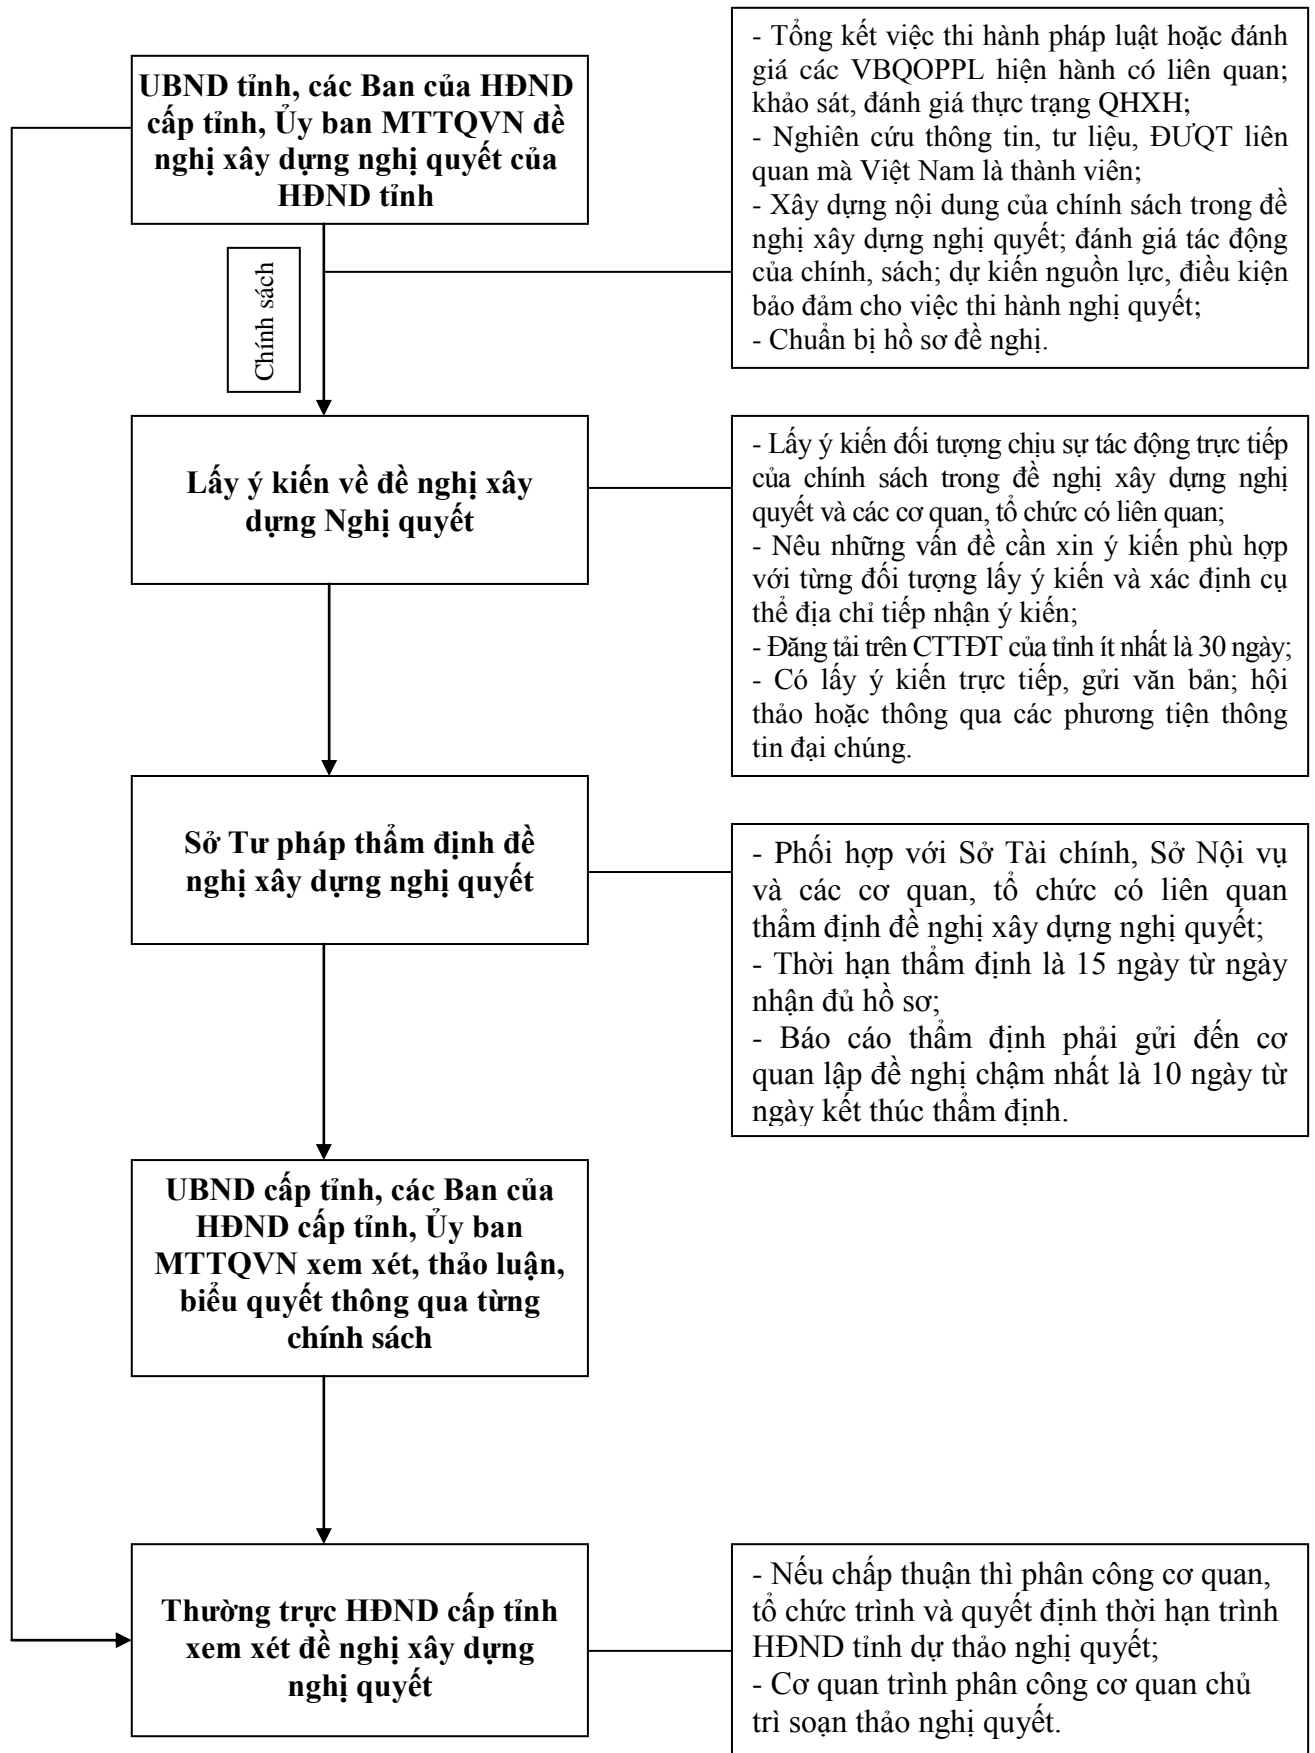 UBND tỉnh, các Ban của HĐND
cấp tỉnh, Ủy ban MTTQVN đề
nghị xây dựng nghị quyết của
HĐND tỉnh
- Tổng kết việc thi hành pháp luật hoặc đánh
giá các VBQOPPL hiện hành có liên quan;
khảo sát, đánh giá thực trạng QHXH;
- Nghiên cứu thông tin, tư liệu, ĐƯQT liên
quan mà Việt Nam là thành viên;
- Xây dựng nội dung của chính sách trong đề
nghị xây dựng nghị quyết; đánh giá tác động
của chính, sách; dự kiến nguồn lực, điều kiện
bảo đảm cho việc thi hành nghị quyết;
- Chuẩn bị hồ sơ đề nghị.
Chính sách
Lấy ý kiến về đề nghị xây
dựng Nghị quyết
- Lấy ý kiến đối tượng chịu sự tác động trực tiếp
của chính sách trong đề nghị xây dựng nghị
quyết và các cơ quan, tổ chức có liên quan;
- Nêu những vấn đề cần xin ý kiến phù hợp
với từng đối tượng lấy ý kiến và xác định cụ
thể địa chỉ tiếp nhận ý kiến;
- Đăng tải trên CTTĐT của tỉnh ít nhất là 30 ngày;
- Có lấy ý kiến trực tiếp, gửi văn bản; hội
thảo hoặc thông qua các phương tiện thông
tin đại chúng.
Sở Tư pháp thẩm định đề
nghị xây dựng nghị quyết
- Phối hợp với Sở Tài chính, Sở Nội vụ
và các cơ quan, tổ chức có liên quan
thẩm định đề nghị xây dựng nghị quyết;
- Thời hạn thẩm định là 15 ngày từ ngày
nhận đủ hồ sơ;
- Báo cáo thẩm định phải gửi đến cơ
quan lập đề nghị chậm nhất là 10 ngày từ
ngày kết thúc thẩm định.
UBND cấp tỉnh, các Ban của
HĐND cấp tỉnh, Ủy ban
MTTQVN xem xét, thảo luận,
biểu quyết thông qua từng
chính sách
Thường trực HĐND cấp tỉnh
xem xét đề nghị xây dựng
nghị quyết
- Nếu chấp thuận thì phân công cơ quan,
tổ chức trình và quyết định thời hạn trình
HĐND tỉnh dự thảo nghị quyết;
- Cơ quan trình phân công cơ quan chủ
trì soạn thảo nghị quyết.